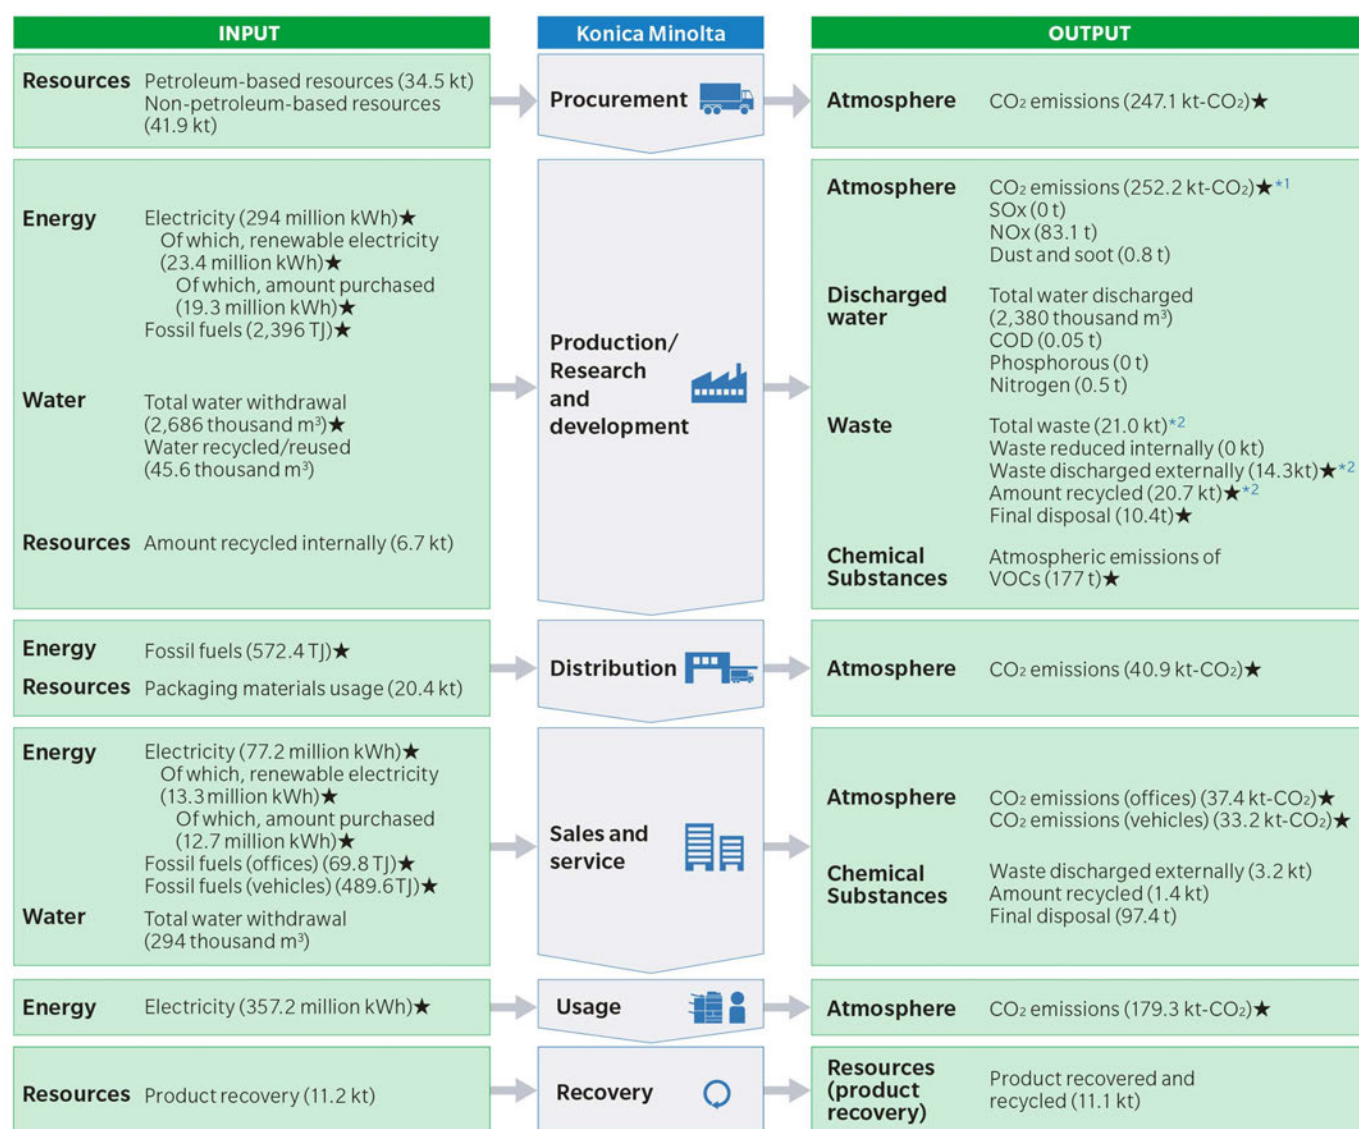 INPUT
Konica Minolta
OUTPUT
Resources Petroleum-based resources (34.5 kt)
Non-petroleum-based resources
(41.9 kt)
Procurement
Atmosphere CO₂ emissions (247.1 kt-CO₂)★
Energy Electricity (294 million kWh)★
Of which, renewable electricity
(23.4 million kWh)★
Of which, amount purchased
(19.3 million kWh)★
Fossil fuels (2,396 TJ)★
Water Total water withdrawal
(2,686 thousand m³)★
Water recycled/reused
(45.6 thousand m³)
Resources Amount recycled internally (6.7 kt)
Production/
Research
and
development
Atmosphere CO₂ emissions (252.2 kt-CO₂)★*1
SOx (0 t)
NOx (83.1 t)
Dust and soot (0.8 t)
Discharged Total water discharged
water (2,380 thousand m³)
COD (0.05 t)
Phosphorous (0 t)
Nitrogen (0.5 t)
Waste Total waste (21.0 kt)*2
Waste reduced internally (0 kt)
Waste discharged externally (14.3kt)★*2
Amount recycled (20.7 kt)★*2
Final disposal (10.4t)★
Chemical Atmospheric emissions of
Substances VOCs (177 t)★
Energy Fossil fuels (572.4 TJ)★
Resources Packaging materials usage (20.4 kt)
Distribution
Atmosphere CO₂ emissions (40.9 kt-CO₂)★
Energy Electricity (77.2 million kWh)★
Of which, renewable electricity
(13.3 million kWh)★
Of which, amount purchased
(12.7 million kWh)★
Fossil fuels (offices) (69.8 TJ)★
Fossil fuels (vehicles) (489.6TJ)★
Water Total water withdrawal
(294 thousand m³)
Sales and
service
Atmosphere CO₂ emissions (offices) (37.4 kt-CO₂)★
CO₂ emissions (vehicles) (33.2 kt-CO₂)★
Chemical Waste discharged externally (3.2 kt)
Substances Amount recycled (1.4 kt)
Final disposal (97.4 t)
Energy Electricity (357.2 million kWh)★
Usage
Atmosphere CO₂ emissions (179.3 kt-CO₂)★
Resources Product recovery (11.2 kt)
Recovery
Resources
(product Product recovered and
recovery) recycled (11.1 kt)